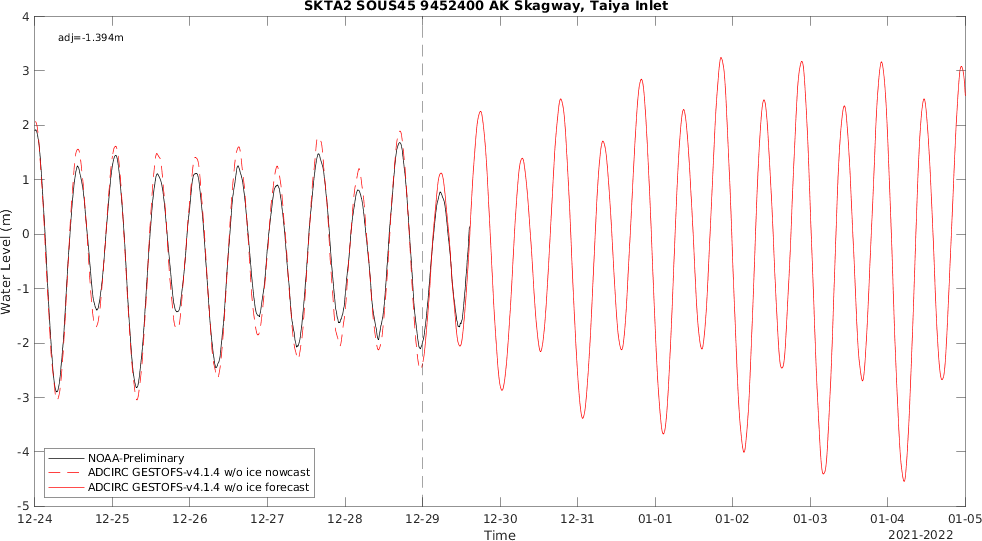 SKTA2 SOUS45 9452400 AK Skagway, Taiya Inlet
adj=-1.394m
Water Level (m)
4
3
2
1
0
-1
-2
-3
-4
-5
NOAA-Preliminary
ADCIRC GESTOFS-v4.1.4 w/o ice nowcast
ADCIRC GESTOFS-v4.1.4 w/o ice forecast
12-24 12-25 12-26 12-27 12-28 12-29 12-30 12-31 01-01 01-02 01-03 01-04 01-05
Time
2021-2022